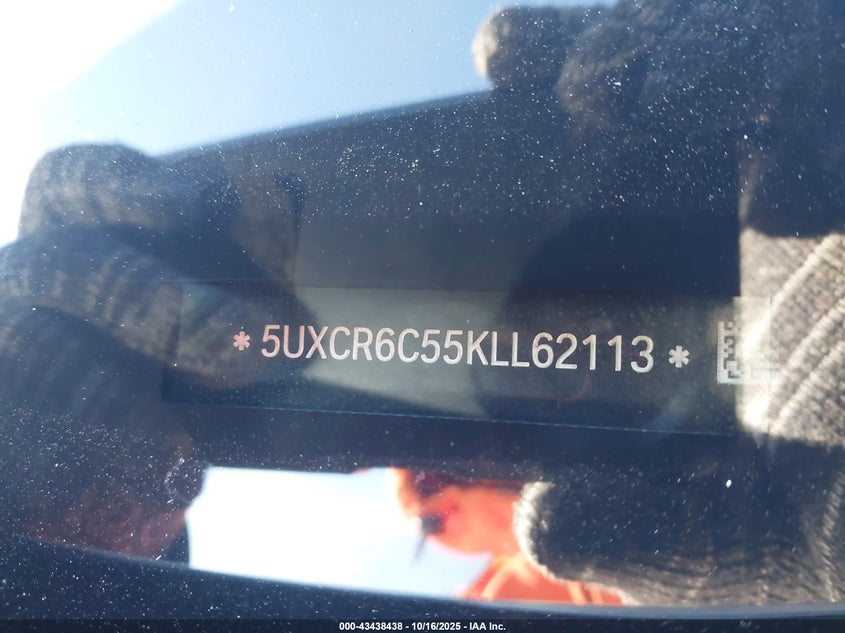 * 5UXCR6C55KLL62113 *
000-43438438 - 10/16/2025 - IAA Inc.